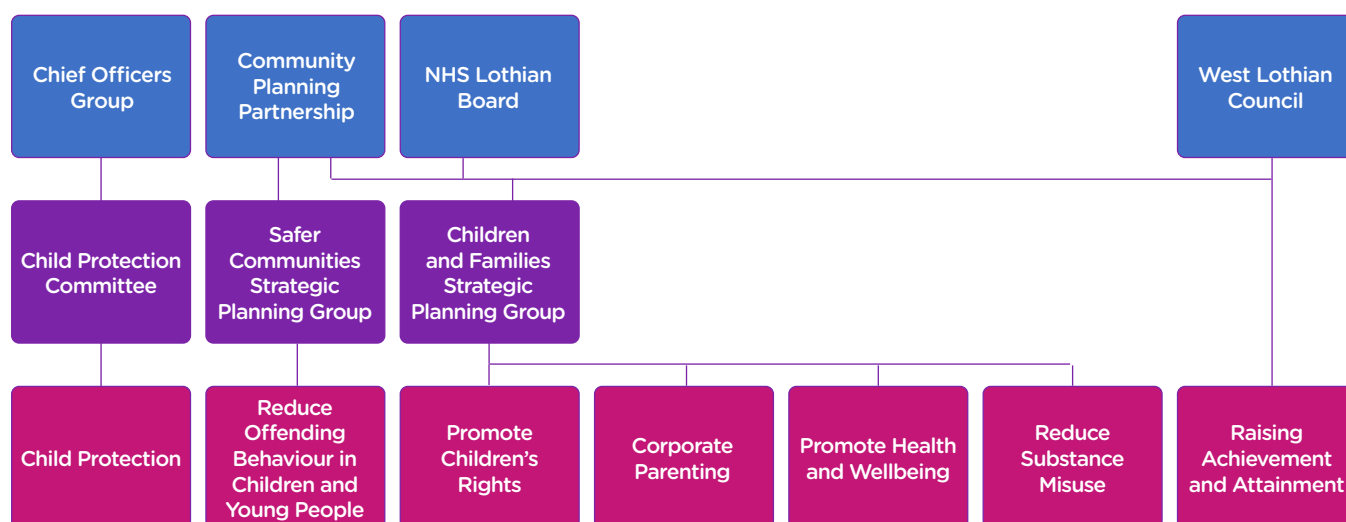 Chief Officers
Group
Community
Planning
Partnership
NHS Lothian
Board
West Lothian
Council
Child Protection
Committee
Safer
Communities
Strategic
Planning Group
Children
and Families
Strategic
Planning Group
Child Protection
Reduce
Offending
Behaviour in
Children and
Young People
Promote
Children’s
Rights
Corporate
Parenting
Promote Health
and Wellbeing
Reduce
Substance
Misuse
Raising
Achievement
and Attainment